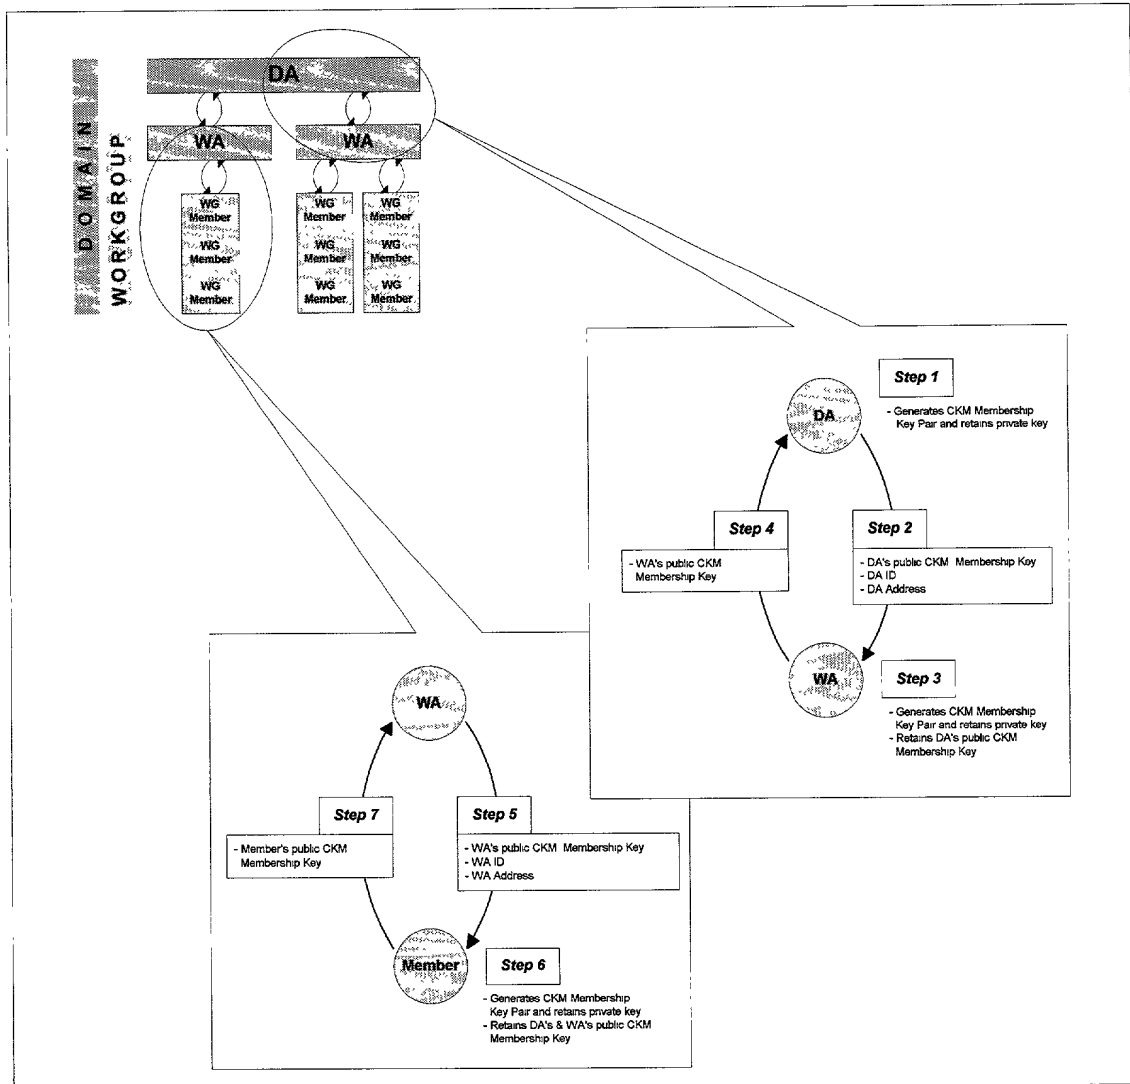 DOMAIN
WORKGROUP
DA
WA
WA
WG
Member
WG
Member
WG
Member
WG
Member
WG
Member
WG
Member
WG
Member
WG
Member
WG
Member
DA
Step 1
- Generates CKM Membership
Key Pair and retains private key
Step 4
- WA's public CKM
Membership Key
Step 2
- DA's public CKM Membership Key
- DA ID
- DA Address
WA
Step 3
- Generates CKM Membership
Key Pair and retains private key
- Retains DA's public CKM
Membership Key
WA
Step 7
- Member's public CKM
Membership Key
Step 5
- WA's public CKM Membership Key
- WA ID
- WA Address
Member
Step 6
- Generates CKM Membership
Key Pair and retains private key
- Retains DA's & WA's public CKM
Membership Key